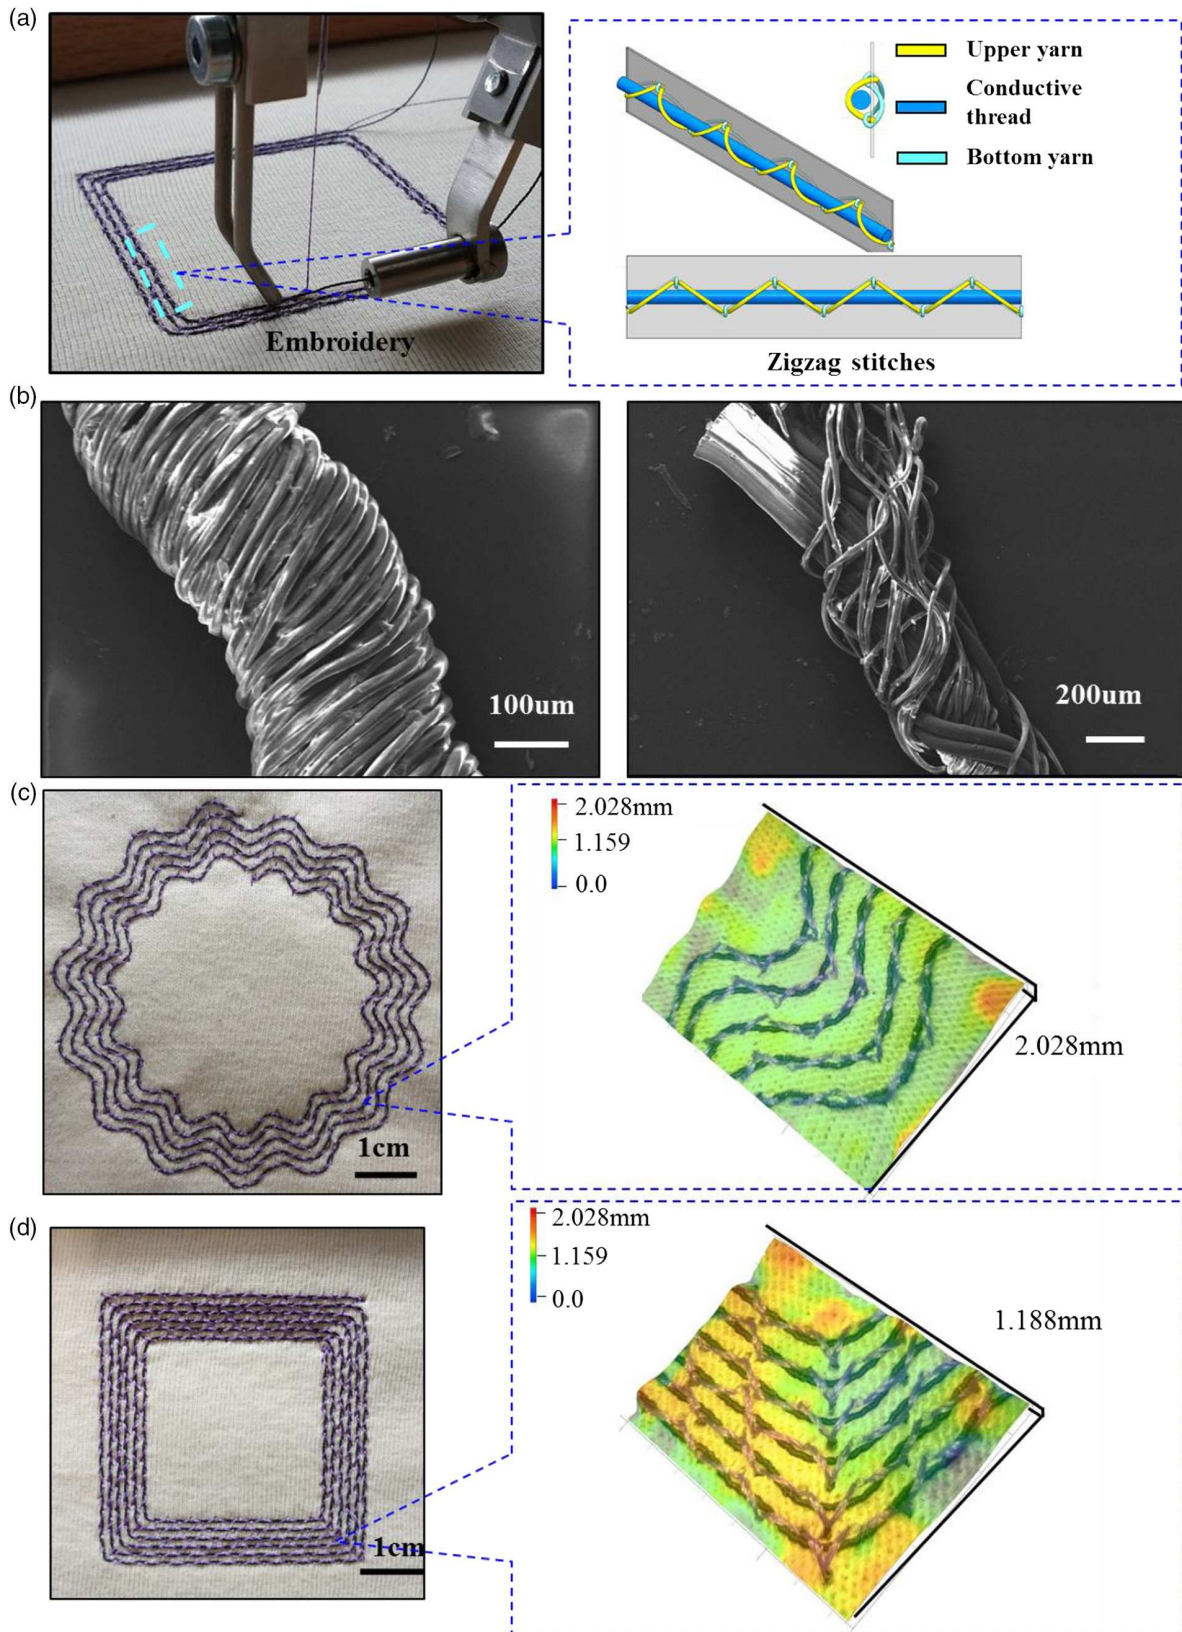 (a)
Upper yarn
Conductive
thread
Bottom yarn
Embroidery
Zigzag stitches
(b)
100um
200um
(c)
2.028mm
1.159
0.0
2.028mm
1cm
(d)
2.028mm
1.159
0.0
1.188mm
1cm